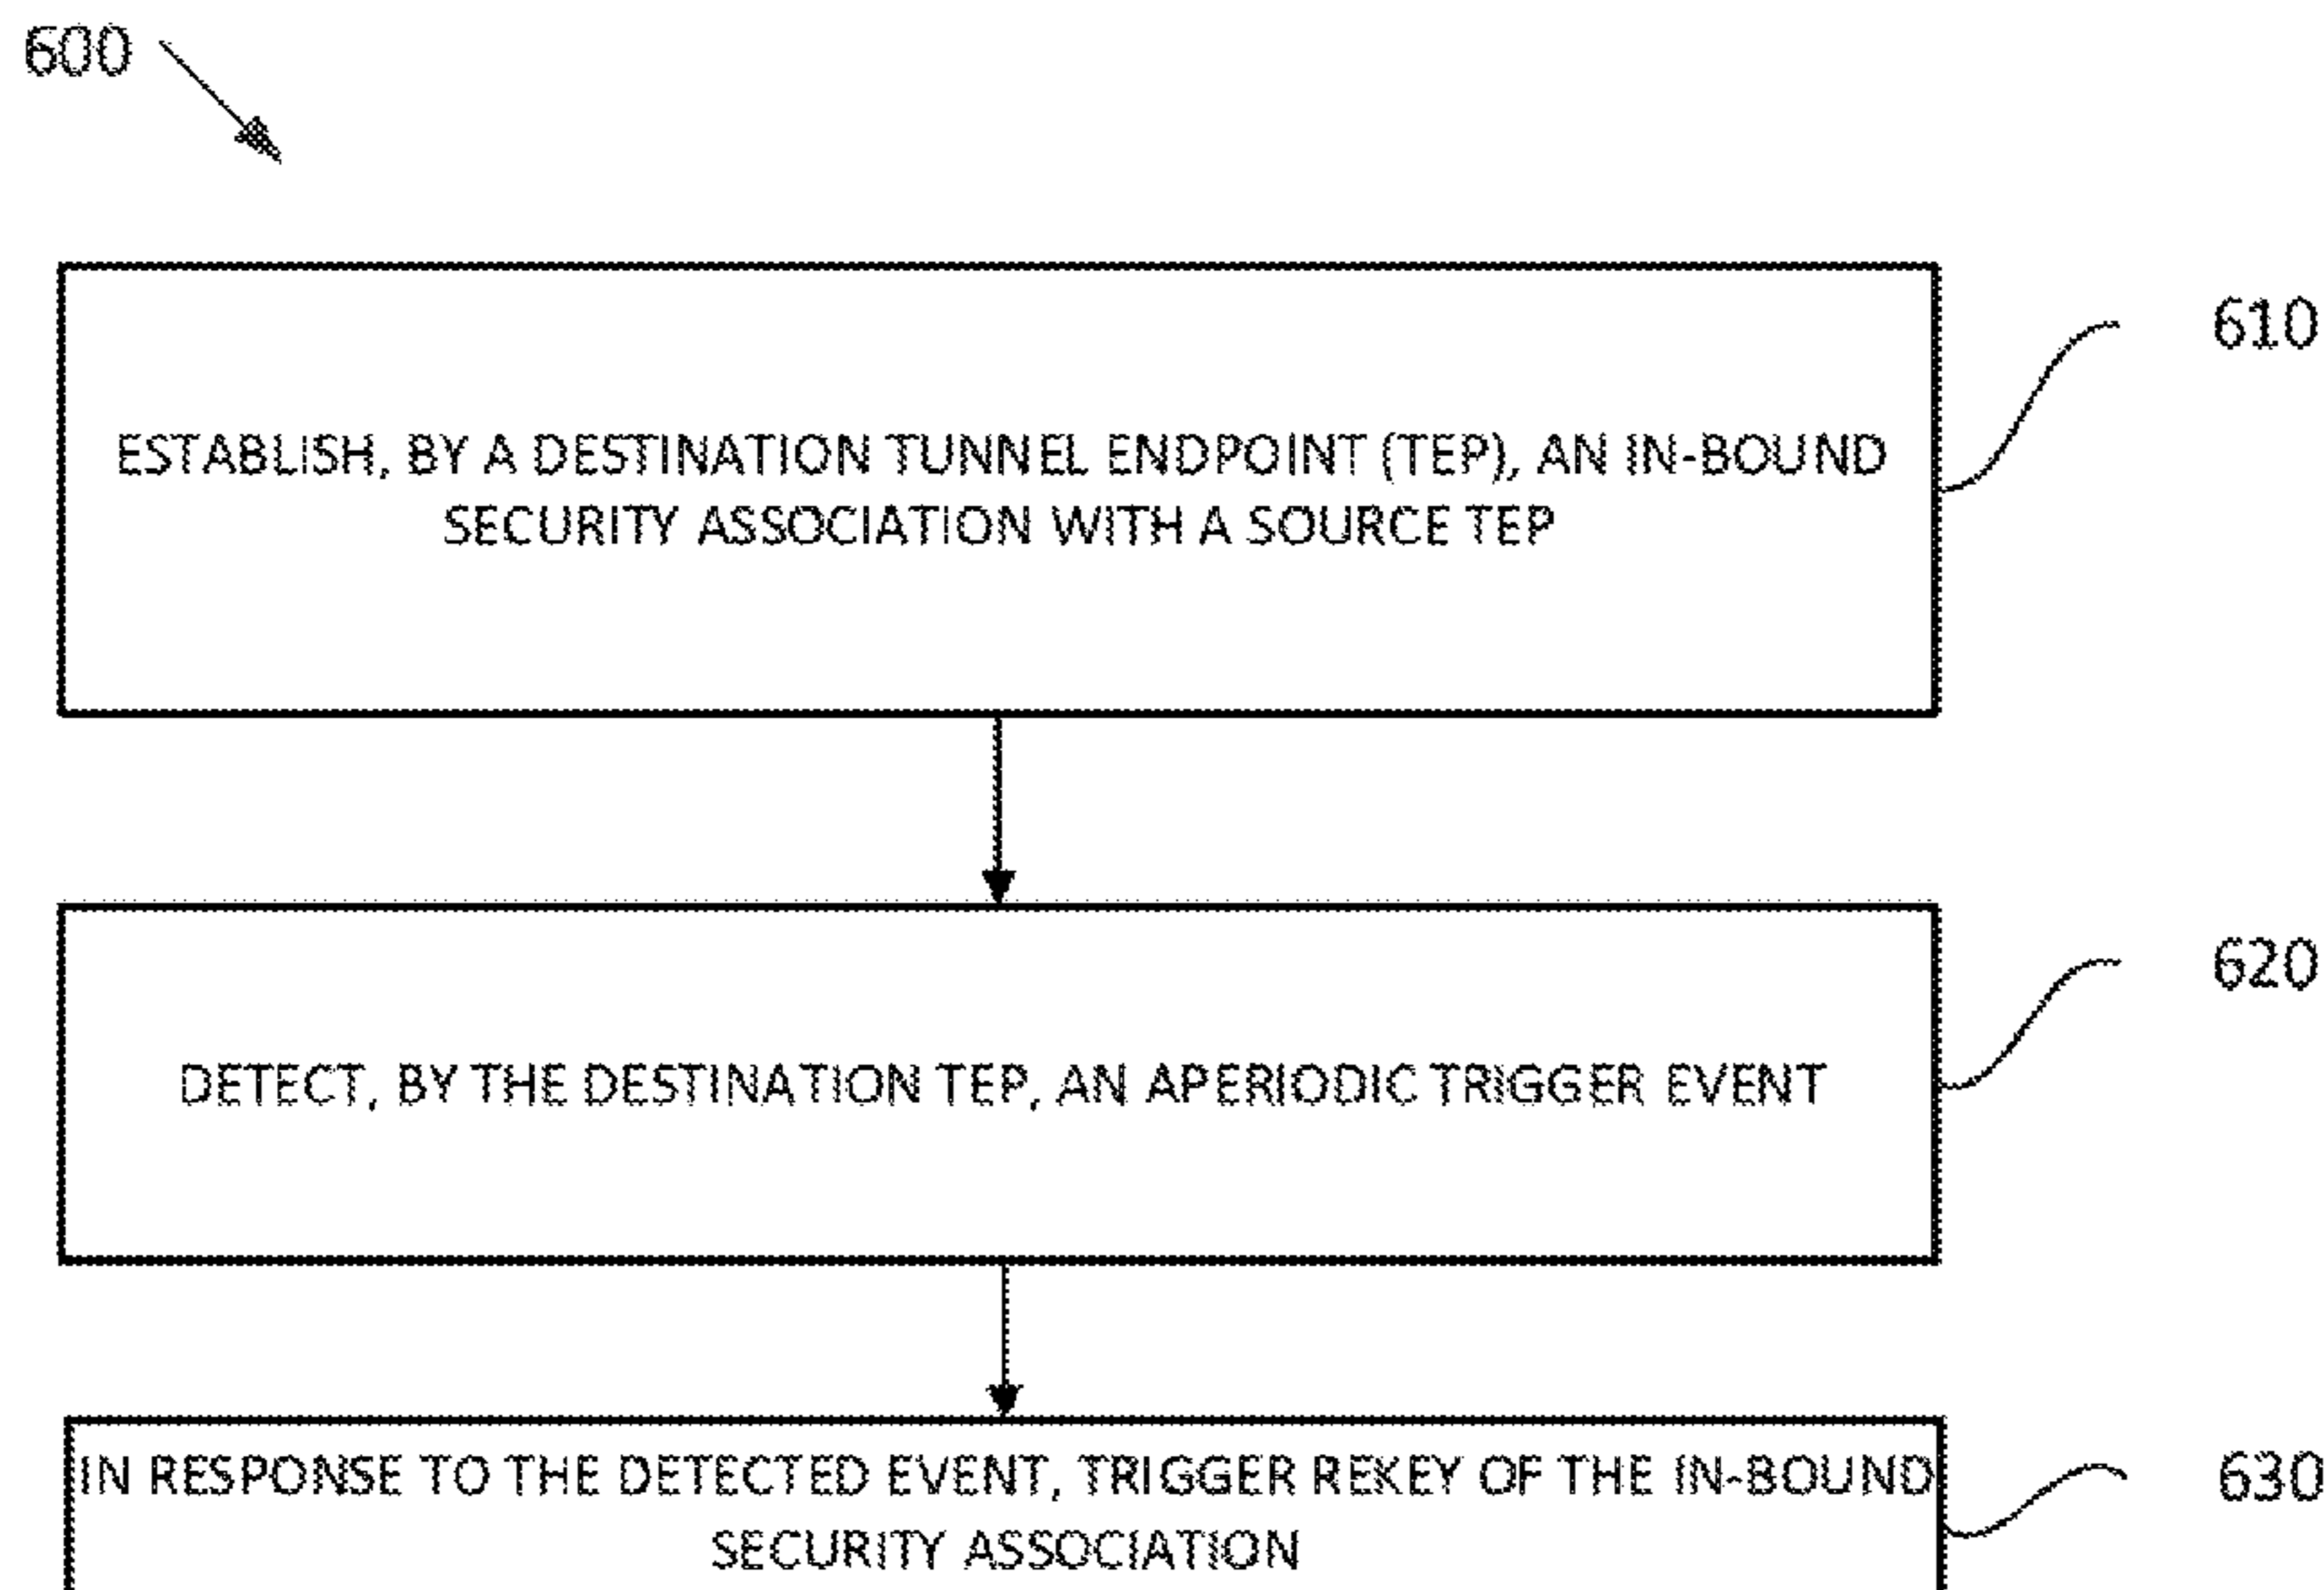 600
610
ESTABLISH, BY A DESTINATION TUNNEL ENDPOINT (TEP), AN IN-BOUND
SECURITY ASSOCIATION WITH A SOURCE TEP
620
DETECT, BY THE DESTINATION TEP, AN APERIODIC TRIGGER EVENT
630
IN RESPONSE TO THE DETECTED EVENT, TRIGGER REKEY OF THE IN-BOUND
SECURITY ASSOCIATION